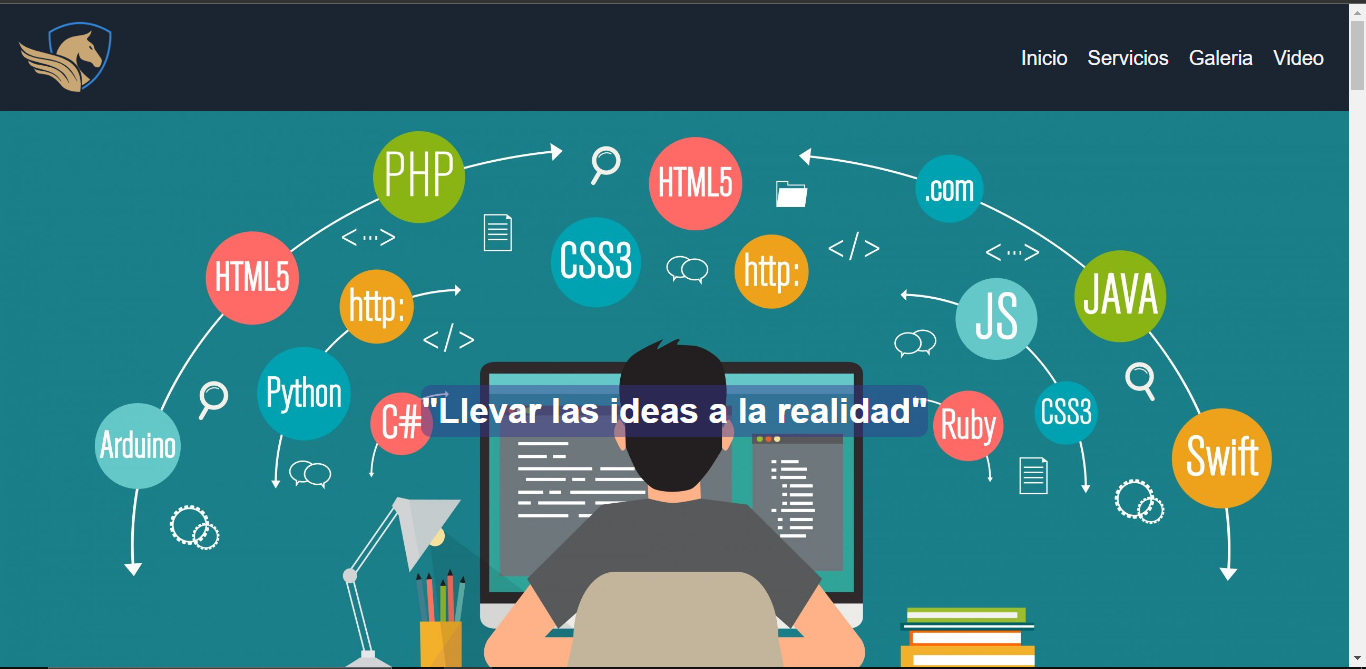 Inicio Servicios Galeria Video
PHP
HTML5
.com
CSS3
http:
</>
<...>
<...>
HTML5
http:
</>
JS
JAVA
Python
C#
"Llevar las ideas a la realidad"
Ruby
CSS3
Arduino
Swift